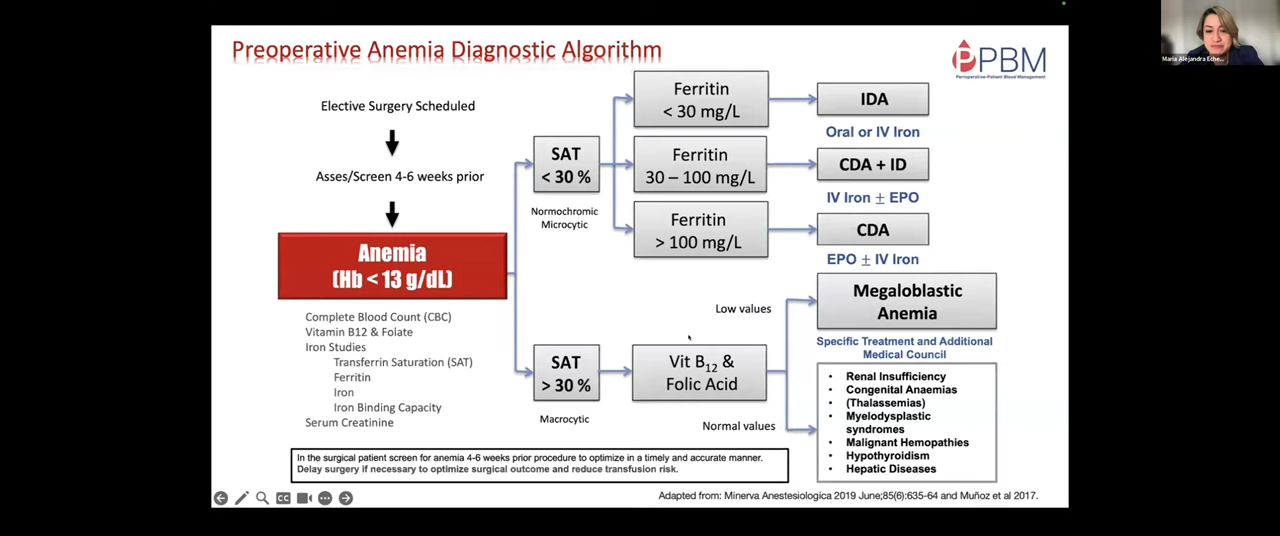 Preoperative Anemia Diagnostic Algorithm
PBM
Perioperative-Patient Blood Management
Maria Alejandra Eche...
Elective Surgery Scheduled
Asses/Screen 4-6 weeks prior
Anemia
(Hb < 13 g/dL)
Complete Blood Count (CBC)
Vitamin B12 & Folate
Iron Studies
Transferrin Saturation (SAT)
Ferritin
Iron
Iron Binding Capacity
Serum Creatinine
SAT
< 30 %
Normochromic
Microcytic
Ferritin
< 30 mg/L
IDA
Oral or IV Iron
Ferritin
30 – 100 mg/L
CDA + ID
IV Iron ± EPO
Ferritin
> 100 mg/L
CDA
EPO ± IV Iron
SAT
> 30 %
Macrocytic
Vit B12 &
Folic Acid
Low values
Megaloblastic
Anemia
Specific Treatment and Additional
Medical Council
Normal values
• Renal Insufficiency
• Congenital Anaemias
• (Thalassemias)
• Myelodysplastic
syndromes
• Malignant Hemopathies
• Hypothyroidism
• Hepatic Diseases
In the surgical patient screen for anemia 4-6 weeks prior procedure to optimize in a timely and accurate manner.
Delay surgery if necessary to optimize surgical outcome and reduce transfusion risk.
CC
Adapted from: Minerva Anestesiologica 2019 June;85(6):635-64 and Muñoz et al 2017.